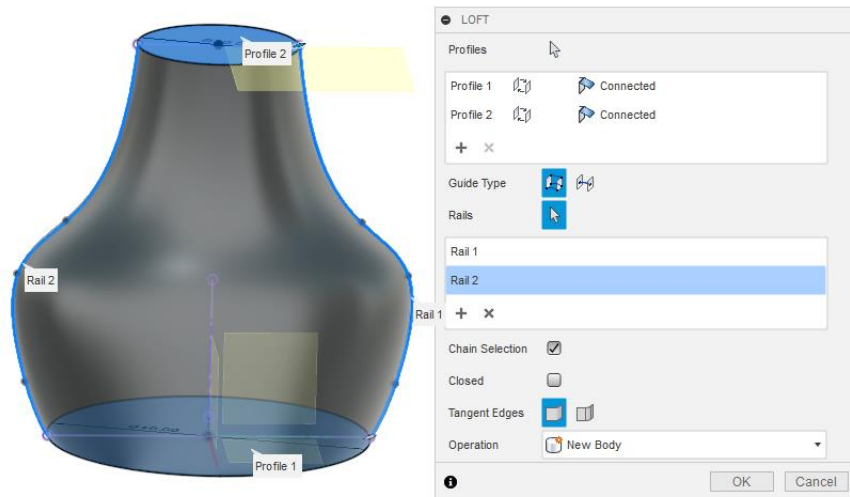 LOFT
Profiles
Profile 1 Connected
Profile 2 Connected
Guide Type
Rails
Rail 1
Rail 2
Chain Selection
Closed
Tangent Edges
Operation New Body
OK Cancel
Profile 2
Rail 2
Rail 1
Profile 1